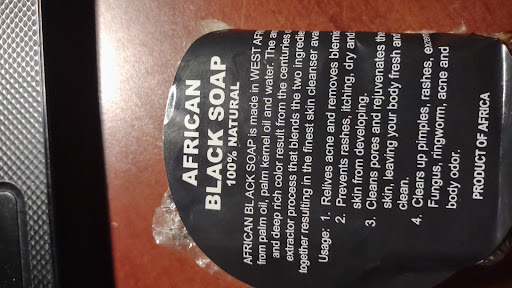 AFRICAN
BLACK SOAP
100% NATURAL
AFRICAN BLACK SOAP is made in WEST
from palm oil, palm kernel oil and water. The
and deep rich color result from the centuries
extractor process that blends the two
together resulting in the finest skin cleanser
Usage: 1. Relives acne and removes
2. Prevents rashes, itching, dry and
skin from developing.
3. Cleans pores and rejuvenates the
skin, leaving your body fresh and
clean.
4. Clears up pimples, rashes,
Fungus, ringworm, acne and
body odor.
PRODUCT OF AFRICA